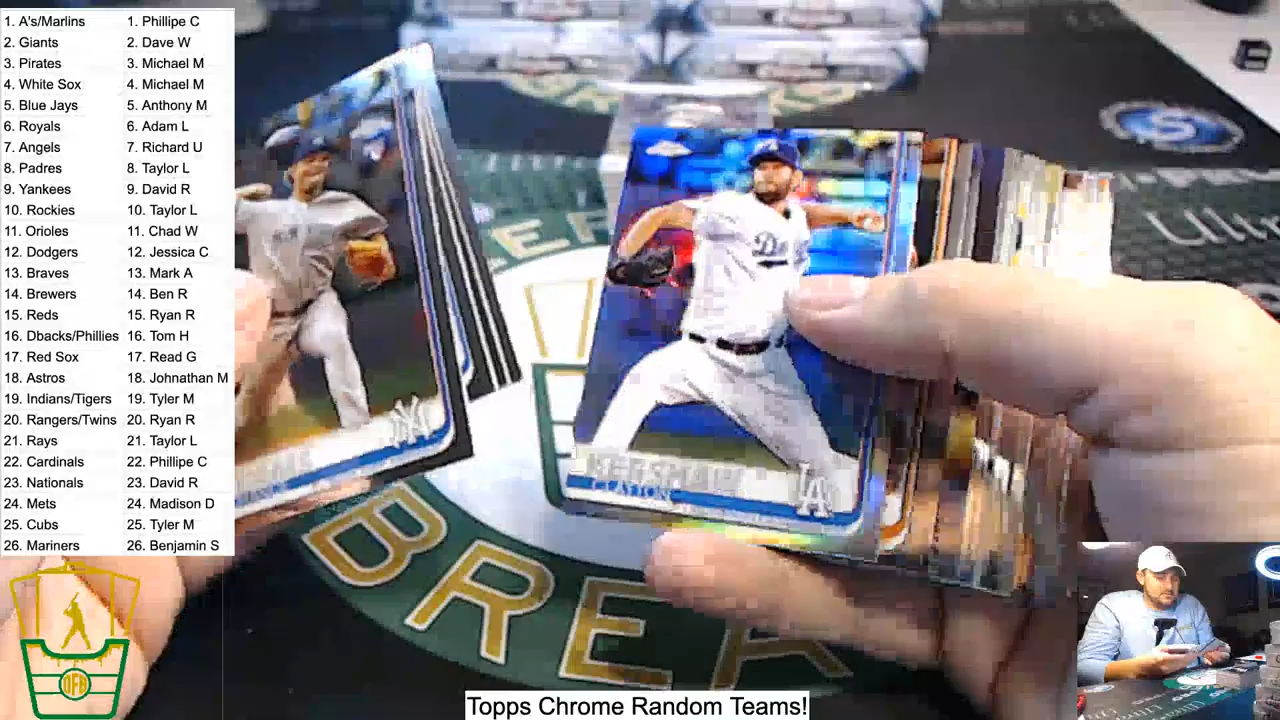 1. A's/Marlins 1. Phillipe C
2. Giants 2. Dave W
3. Pirates 3. Michael M
4. White Sox 4. Michael M
5. Blue Jays 5. Anthony M
6. Royals 6. Adam L
7. Angels 7. Richard U
8. Padres 8. Taylor L
9. Yankees 9. David R
10. Rockies 10. Taylor L
11. Orioles 11. Chad W
12. Dodgers 12. Jessica C
13. Braves 13. Mark A
14. Brewers 14. Ben R
15. Reds 15. Ryan R
16. Dbacks/Phillies 16. Tom H
17. Red Sox 17. Read G
18. Astros 18. Johnathan M
19. Indians/Tigers 19. Tyler M
20. Rangers/Twins 20. Ryan R
21. Rays 21. Taylor L
22. Cardinals 22. Phillipe C
23. Nationals 23. David R
24. Mets 24. Madison D
25. Cubs 25. Tyler M
26. Mariners 26. Benjamin S
KERSHAW
CLAYTON
LA
NY
BREA
S
Topps Chrome Random Teams!